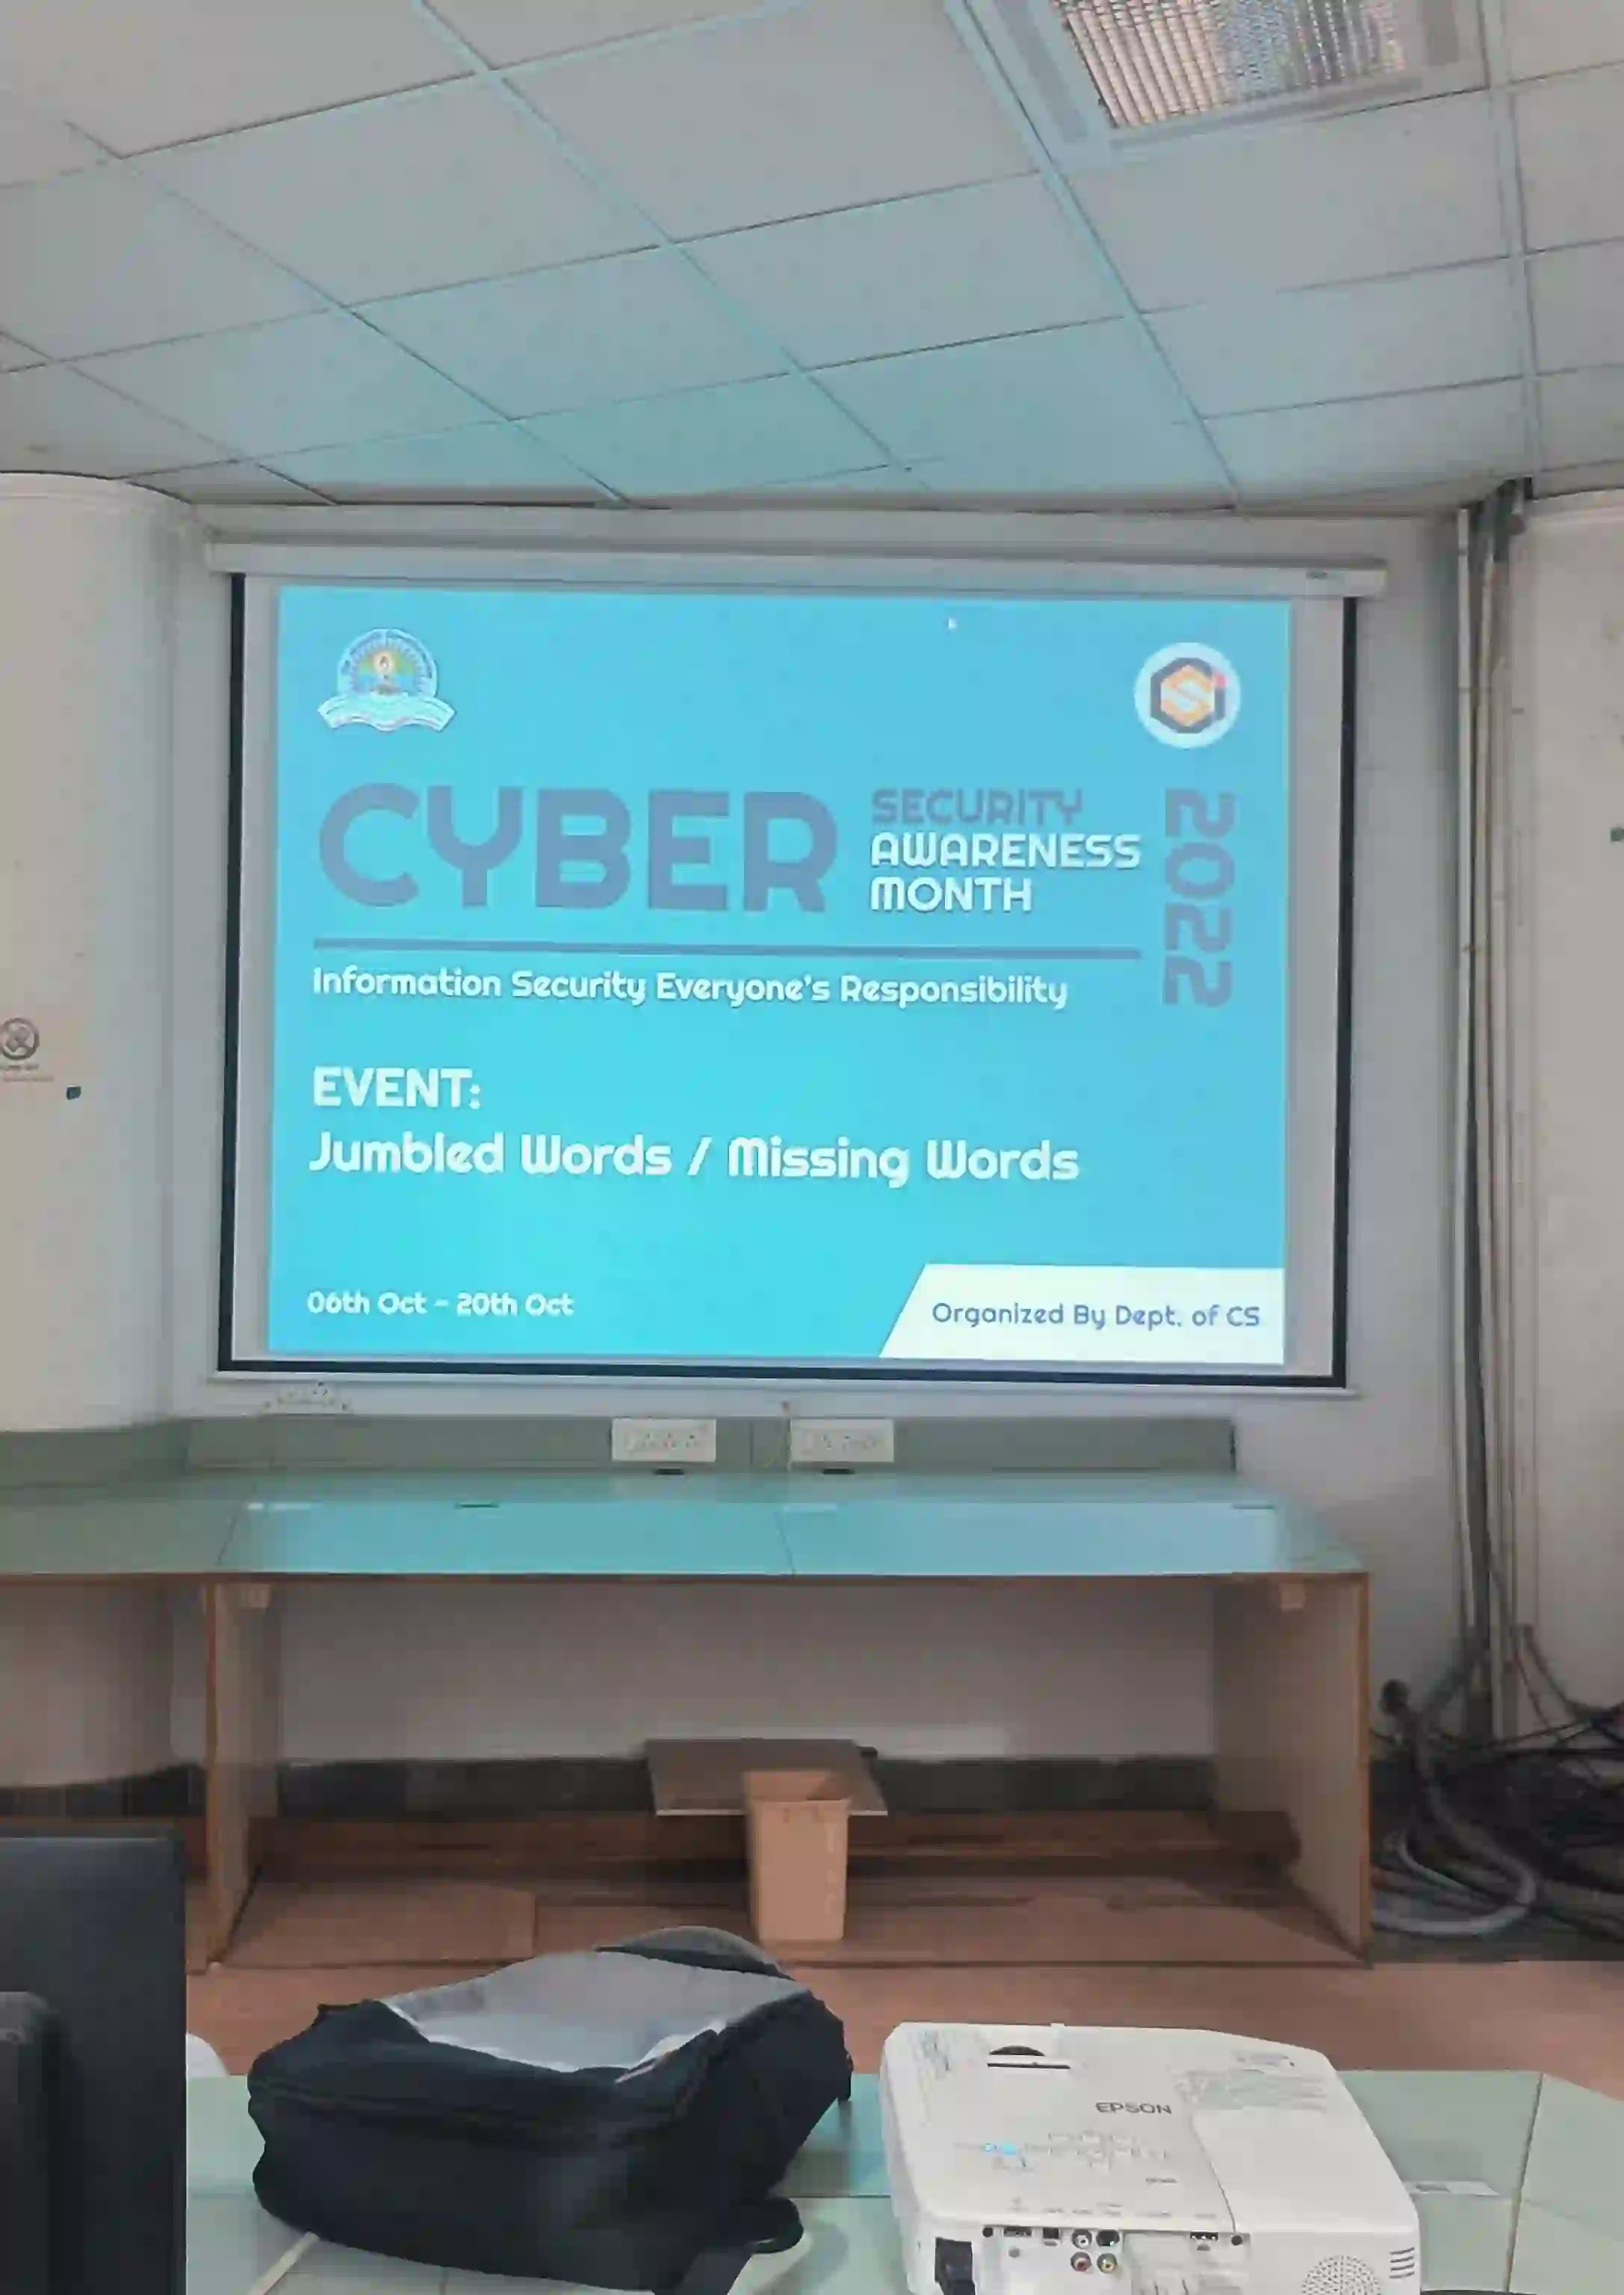 CYBER
SECURITY
AWARENESS
MONTH
2022
Information Security Everyone's Responsibility
EVENT:
Jumbled Words / Missing Words
06th Oct - 20th Oct
Organized By Dept. of CS
EPSON